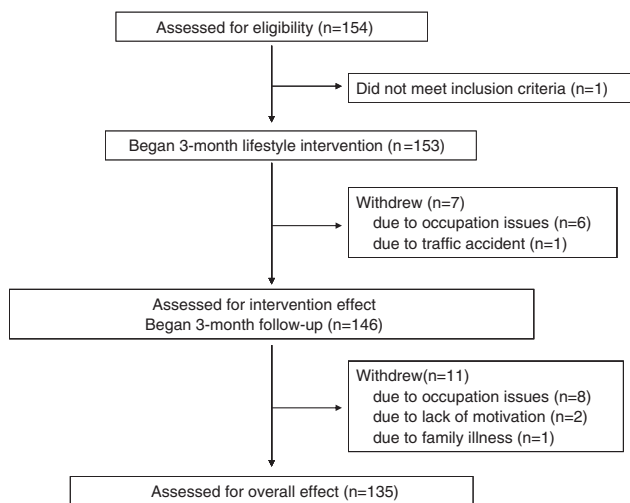 Assessed for eligibility (n=154)
Did not meet inclusion criteria (n=1)
Began 3-month lifestyle intervention (n=153)
Withdrew (n=7)
due to occupation issues (n=6)
due to traffic accident (n=1)
Assessed for intervention effect
Began 3-month follow-up (n=146)
Withdrew(n=11)
due to occupation issues (n=8)
due to lack of motivation (n=2)
due to family illness (n=1)
Assessed for overall effect (n=135)